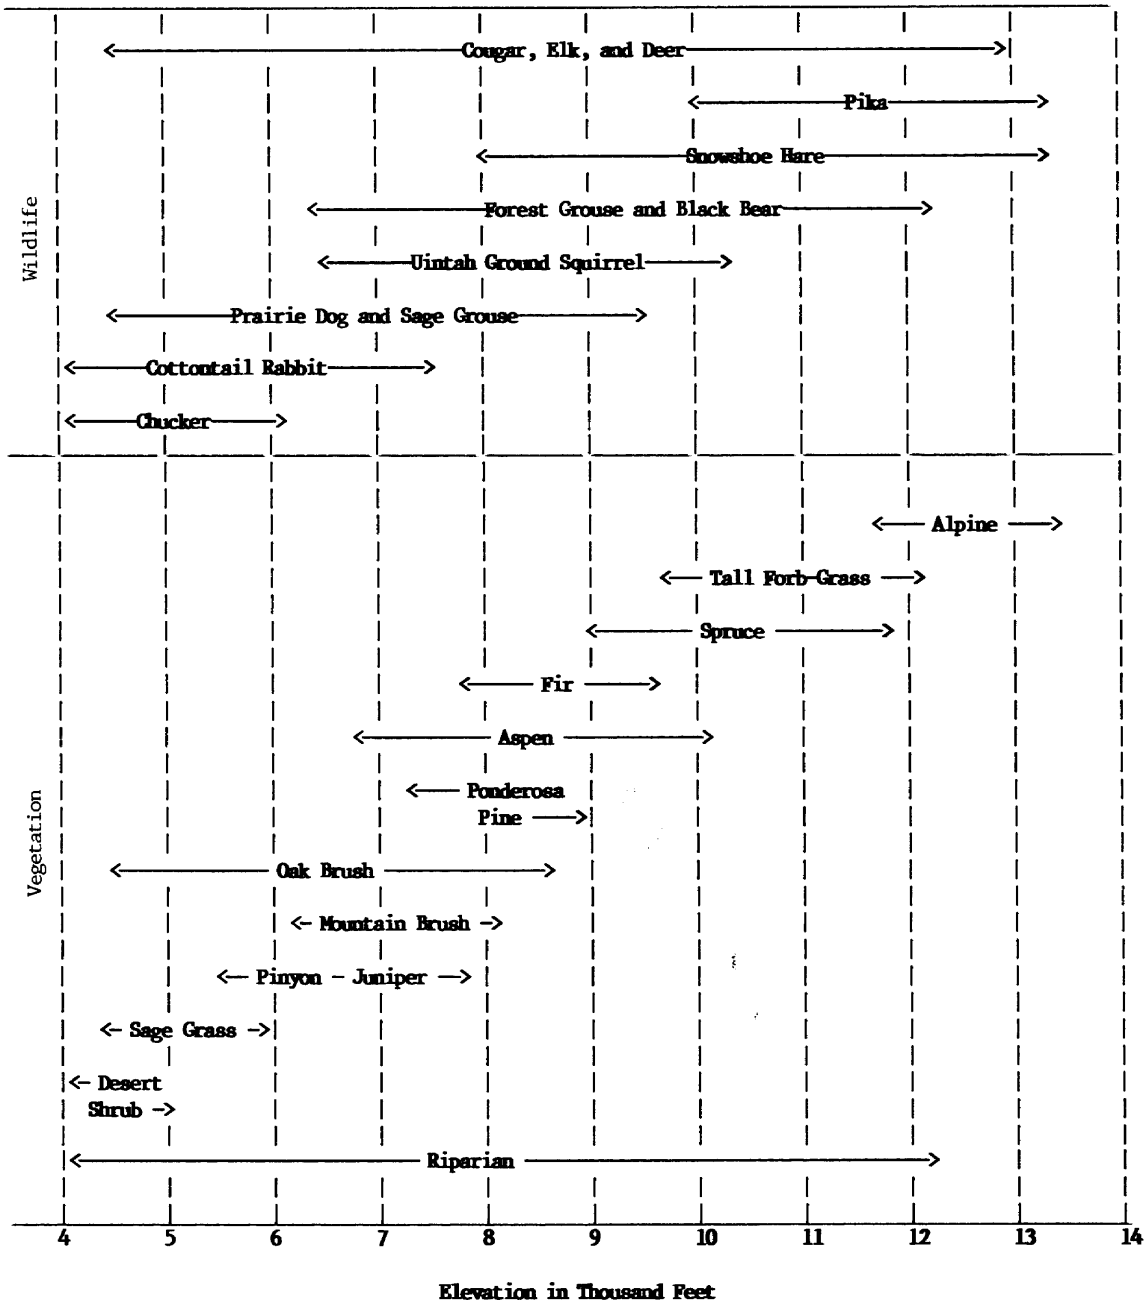 Wildlife
Cougar, Elk, and Deer
Pika
Snowshoe Hare
Forest Grouse and Black Bear
Uintah Ground Squirrel
Prairie Dog and Sage Grouse
Cottontail Rabbit
Chucker
Vegetation
Alpine
Tall Forb-Grass
Spruce
Fir
Aspen
Ponderosa
Pine
Oak Brush
Mountain Brush
Pinyon - Juniper
Sage Grass
Desert
Shrub
Riparian
4 5 6 7 8 9 10 11 12 13 14
Elevation in Thousand Feet